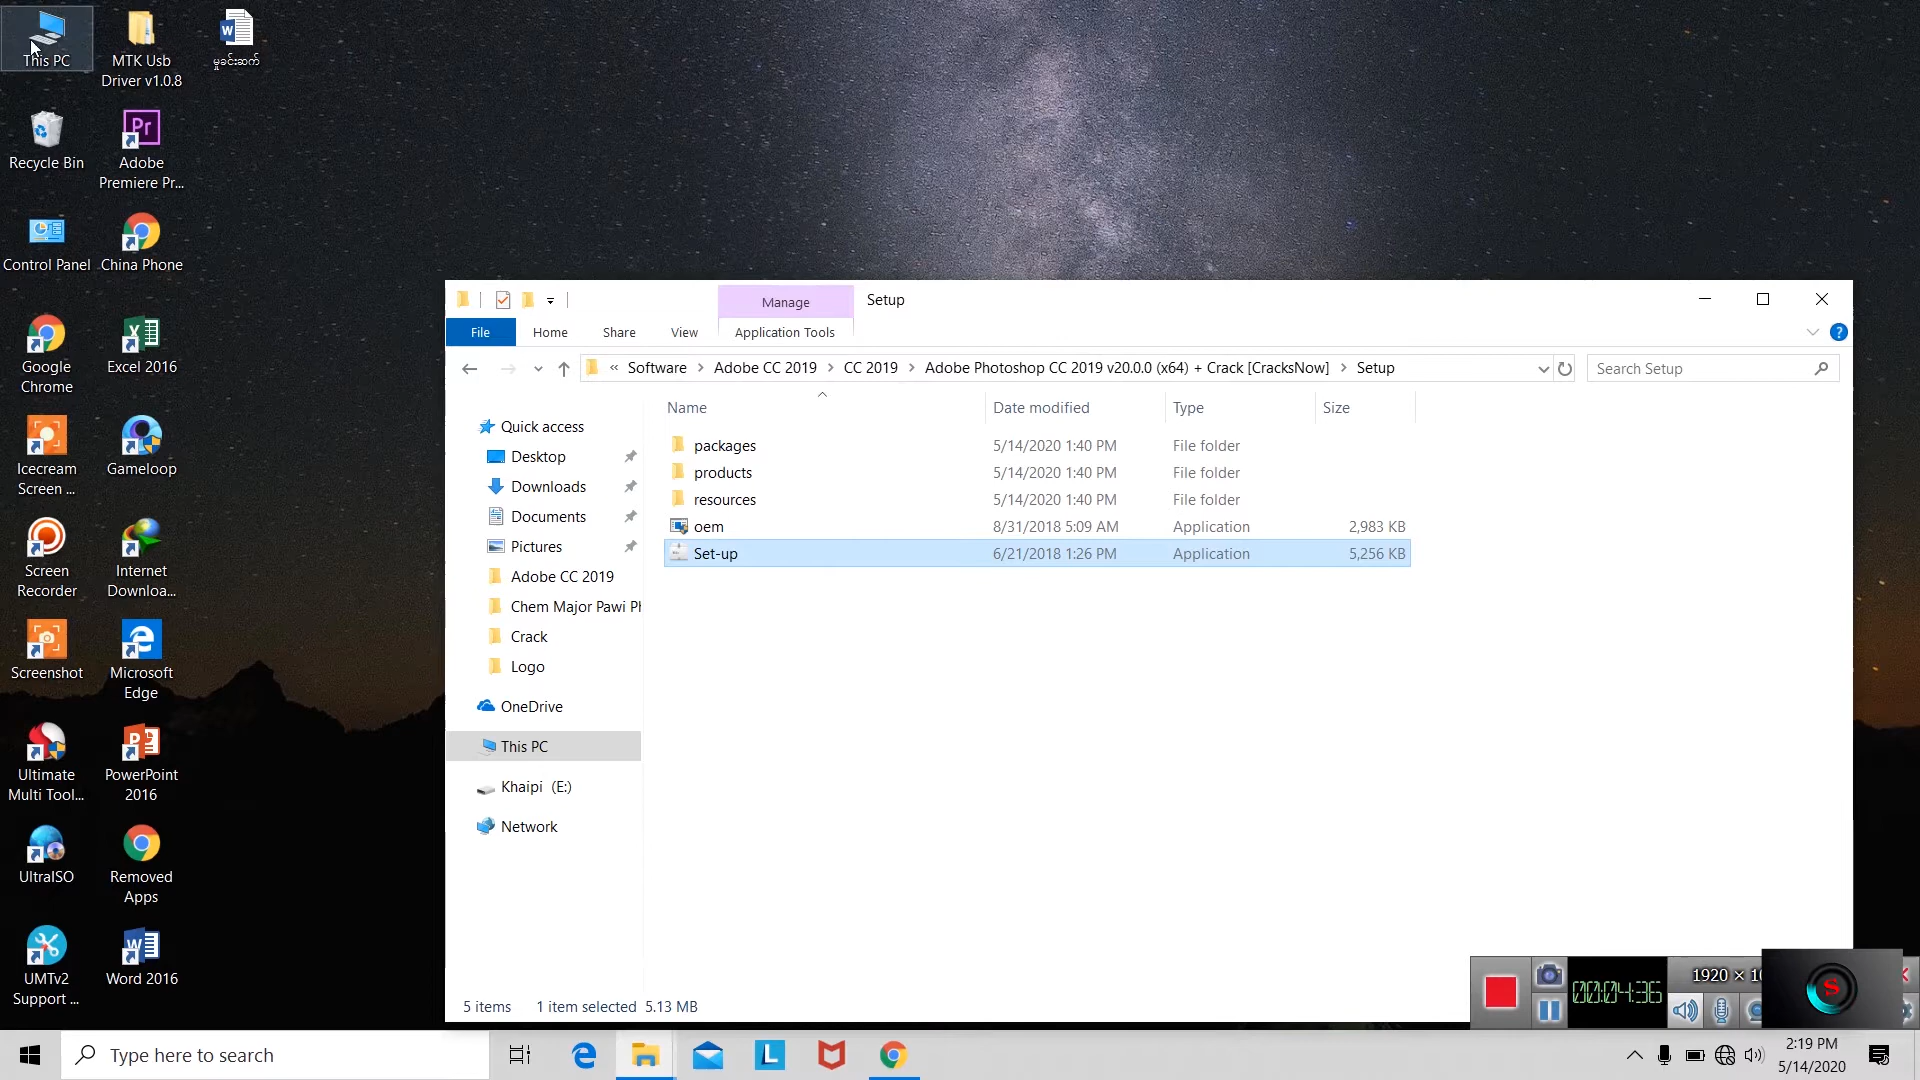 This PC
MTK Usb
Driver v1.0.8
မှုခင်းဆက်
Recycle Bin
Adobe
Premiere Pr...
Control Panel
China Phone
Google
Chrome
Excel 2016
Icecream
Screen ...
Gameloop
Screen
Recorder
Internet
Downloa...
Screenshot
Microsoft
Edge
Ultimate
Multi Tool...
PowerPoint
2016
UltraISO
Removed
Apps
UMTv2
Support ...
Word 2016
Manage
Setup
File
Home
Share
View
Application Tools
« Software > Adobe CC 2019 > CC 2019 > Adobe Photoshop CC 2019 v20.0.0 (x64) + Crack [CracksNow] > Setup
Search Setup
Name Date modified Type Size
packages 5/14/2020 1:40 PM File folder
products 5/14/2020 1:40 PM File folder
resources 5/14/2020 1:40 PM File folder
oem 8/31/2018 5:09 AM Application 2,983 KB
Set-up 6/21/2018 1:26 PM Application 5,256 KB
Quick access
Desktop
Downloads
Documents
Pictures
Adobe CC 2019
Chem Major Pawi Pl
Crack
Logo
OneDrive
This PC
Khaipi (E:)
Network
5 items 1 item selected 5.13 MB
00:04:36
1920 × 10
S
Type here to search
2:19 PM
5/14/2020